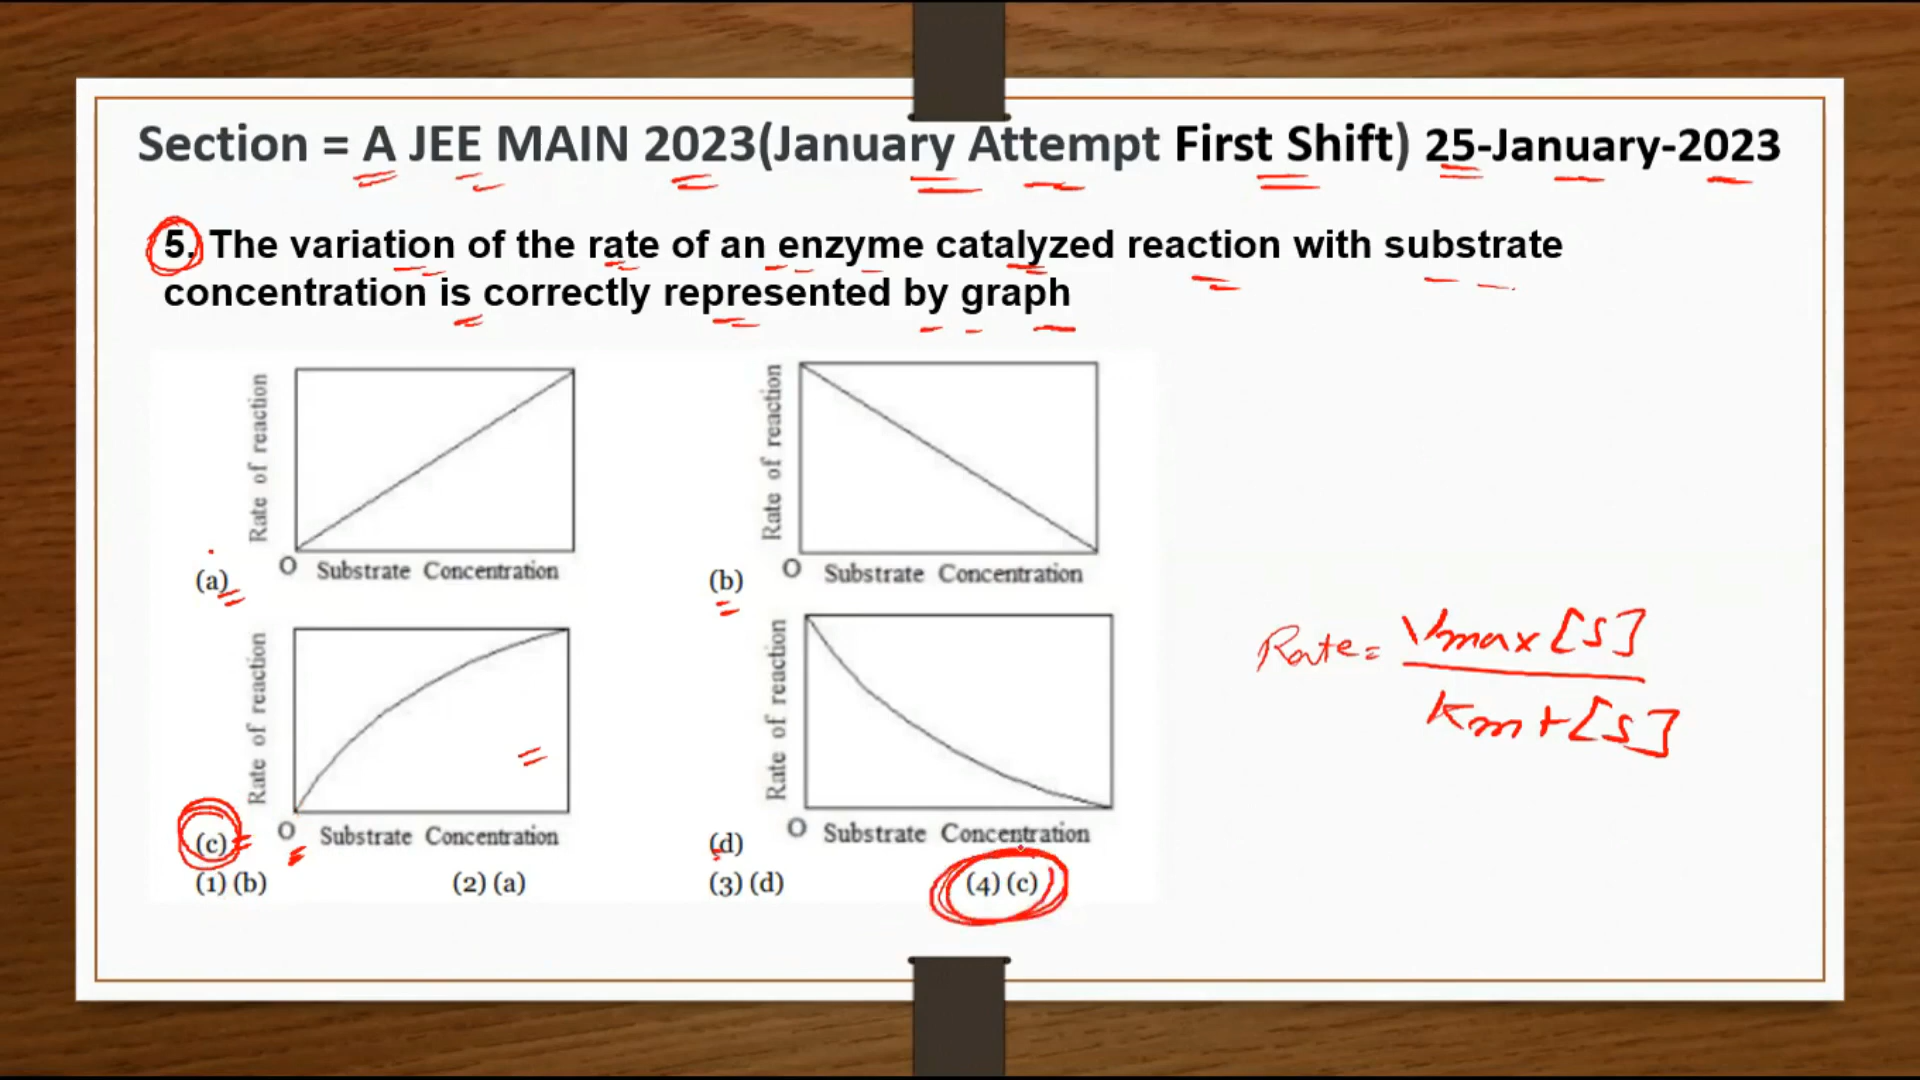 Section = A JEE MAIN 2023(January Attempt First Shift) 25-January-2023
5. The variation of the rate of an enzyme catalyzed reaction with substrate
concentration is correctly represented by graph
Rate of reaction
O Substrate Concentration
(a)
Rate of reaction
O Substrate Concentration
(b)
Rate of reaction
O Substrate Concentration
(c)
Rate of reaction
O Substrate Concentration
(d)
(1) (b) (2) (a) (3) (d) (4) (c)
Rate = Vmax [S]
Km + [S]